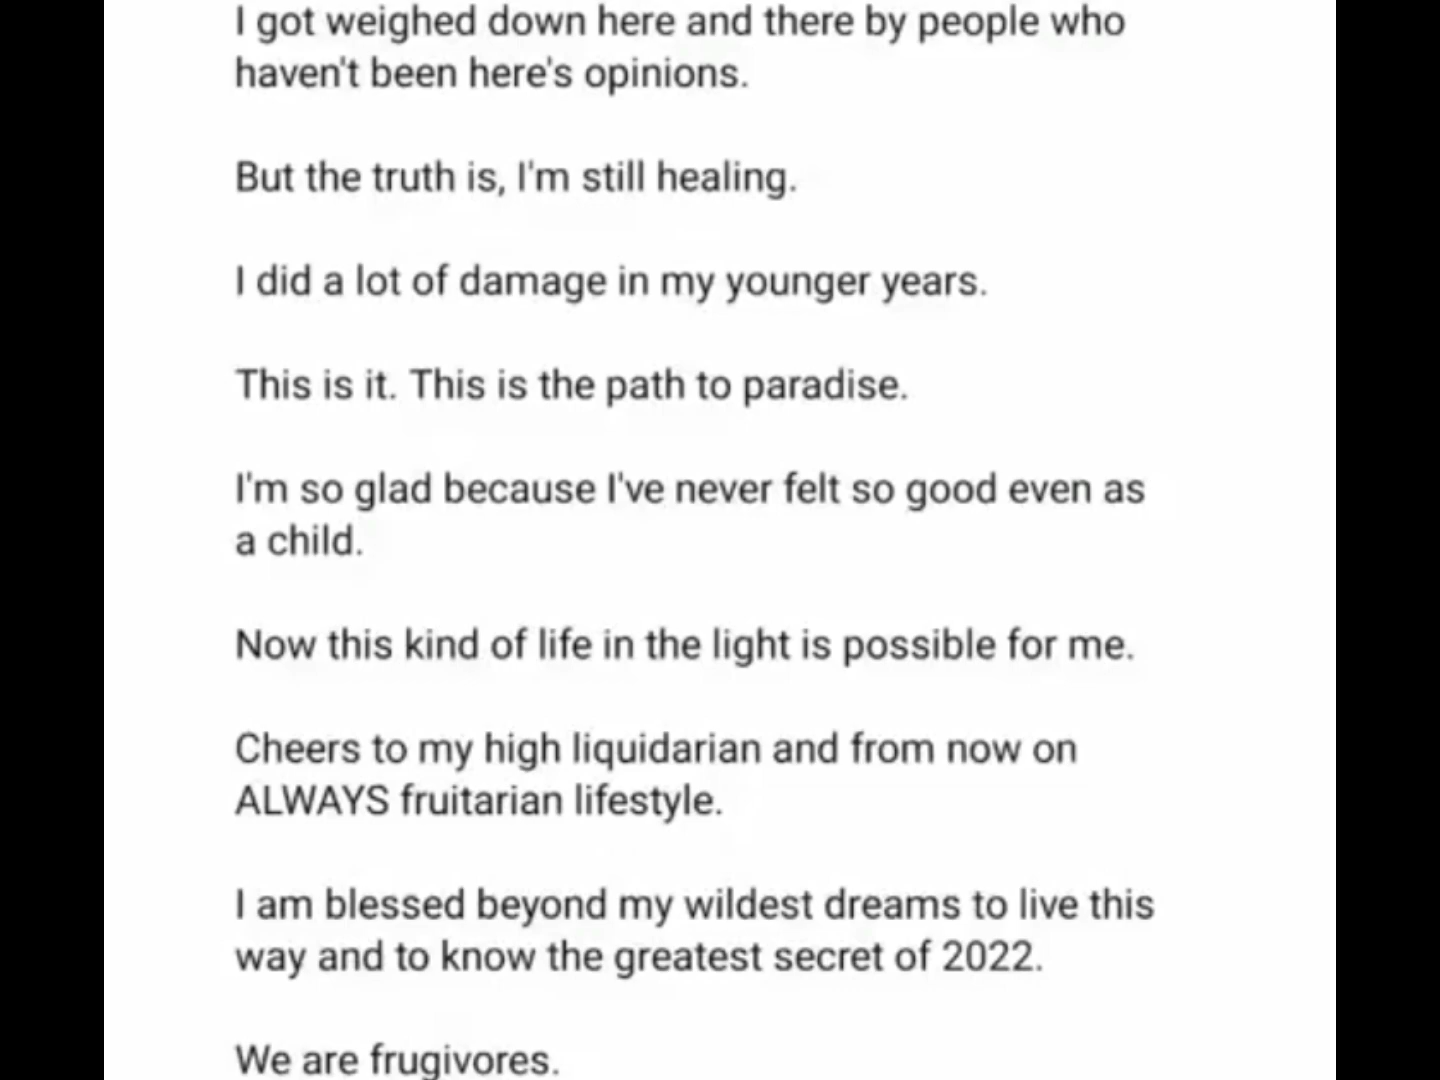 I got weighed down here and there by people who
haven't been here's opinions.
But the truth is, I'm still healing.
I did a lot of damage in my younger years.
This is it. This is the path to paradise.
I'm so glad because I've never felt so good even as
a child.
Now this kind of life in the light is possible for me.
Cheers to my high liquidarian and from now on
ALWAYS fruitarian lifestyle.
I am blessed beyond my wildest dreams to live this
way and to know the greatest secret of 2022.
We are frugivores.